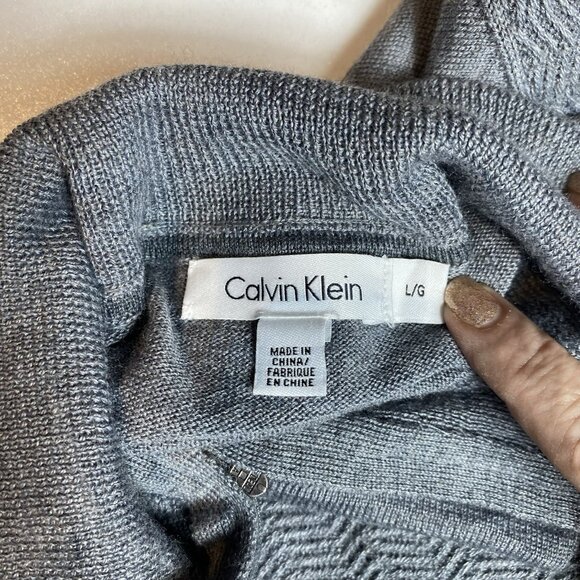 Calvin Klein
L/G
MADE IN
CHINA/
FABRIQUE
EN CHINE